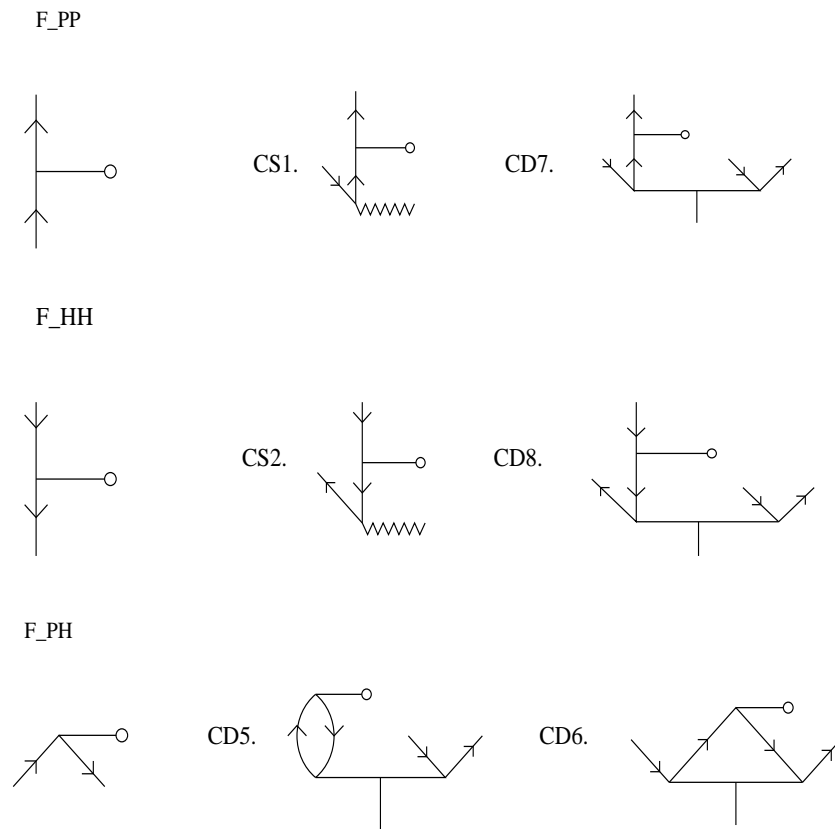 F_PP
CS1.
CD7.
F_HH
CS2.
CD8.
F_PH
CD5.
CD6.